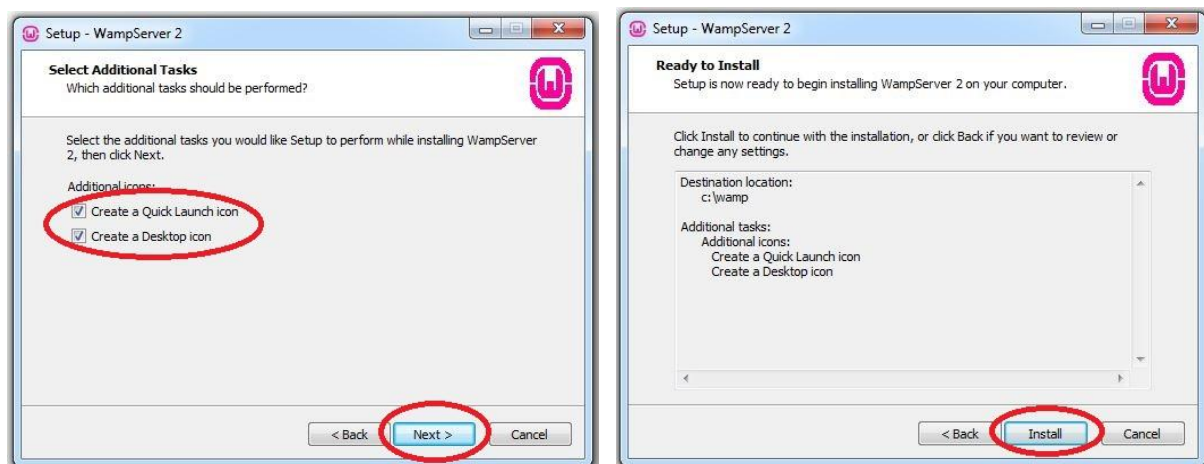 Setup - WampServer 2
Select Additional Tasks
Which additional tasks should be performed?
Select the additional tasks you would like Setup to perform while installing WampServer
2, then click Next.
Additional icons:
Create a Quick Launch icon
Create a Desktop icon
< Back
Next >
Cancel
Setup - WampServer 2
Ready to Install
Setup is now ready to begin installing WampServer 2 on your computer.
Click Install to continue with the installation, or click Back if you want to review or
change any settings.
Destination location:
c:\wamp
Additional tasks:
Additional icons:
Create a Quick Launch icon
Create a Desktop icon
< Back
Install
Cancel